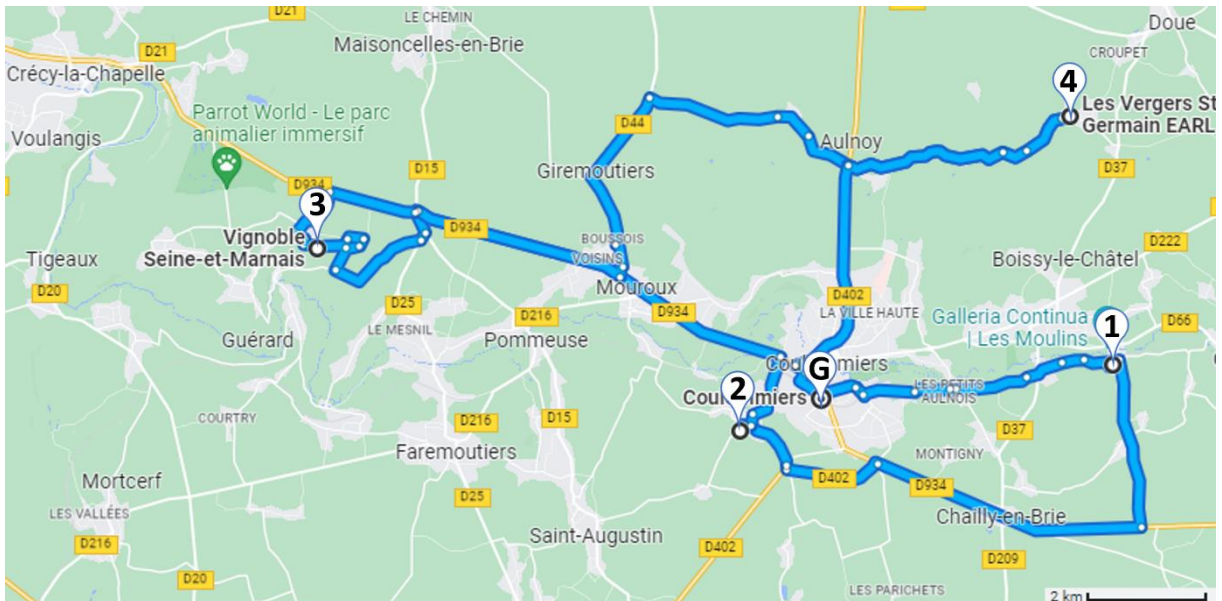 D21
LE CHEMIN
Doue
D21
Maisoncelles-en-Brie
CROUPET
Crécy-la-Chapelle
4
Les Vergers St
Germain EARL
Parrot World - Le parc
animalier immersif
D44
Voulangis
Aulnoy
D15
Giremoutiers
D37
D934
3
Vignoble
Seine-et-Marnais
D934
BOUSSOIS
VOISINS
D222
Tigeaux
Boissy-le-Châtel
D20
Mouroux
D402
D25
D934
LA VILLE HAUTE
D216
Galleria Continua
| Les Moulins
1
D66
LE MESNIL
Guérard
Pommeuse
G
LES PETITS
AULNOIS
2
COURTRY
D216
D15
D37
Faremoutiers
MONTIGNY
Mortcerf
D402
D934
D25
LES VALLÉES
Chailly-en-Brie
Saint-Augustin
D216
D402
D209
D20
LES PARICHETS
2 km